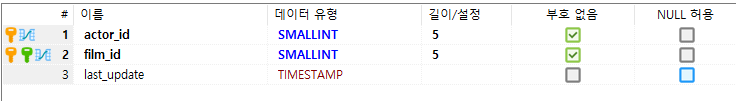 # 이름 데이터 유형 길이/설정 부호 없음 NULL 허용
1 actor_id SMALLINT 5
2 film_id SMALLINT 5
3 last_update TIMESTAMP